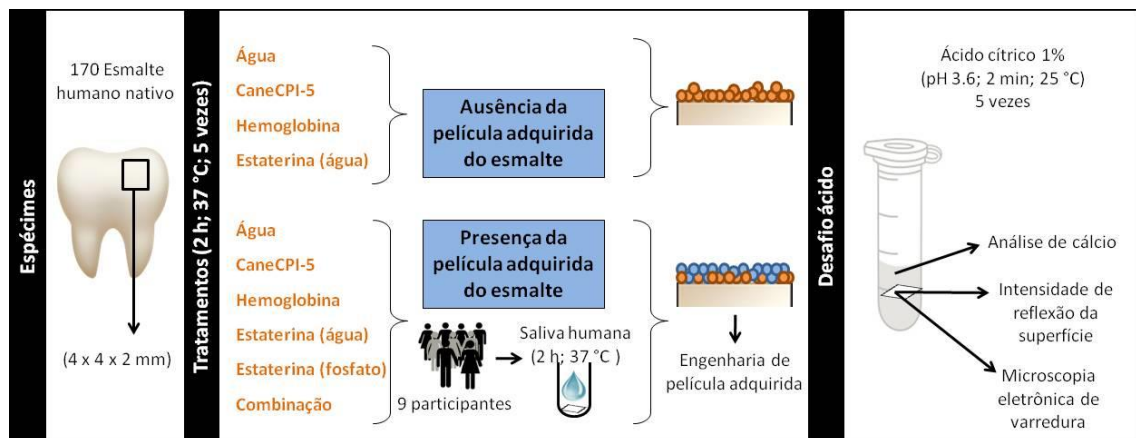 Espécimes
170 Esmalte
humano nativo
(4 x 4 x 2 mm)
Tratamentos (2 h; 37 °C; 5 vezes)
Água
CaneCPI-5
Hemoglobina
Estaterina (água)
Ausência da
película adquirida
do esmalte
Água
CaneCPI-5
Hemoglobina
Estaterina (água)
Estaterina (fosfato)
Combinação
Presença da
película adquirida
do esmalte
9 participantes
Saliva humana
(2 h; 37 °C )
Engenharia de
película adquirida
Desafio ácido
Ácido cítrico 1%
(pH 3.6; 2 min; 25 °C)
5 vezes
Análise de cálcio
Intensidade de
reflexão da
superfície
Microscopia
eletrônica de
varredura